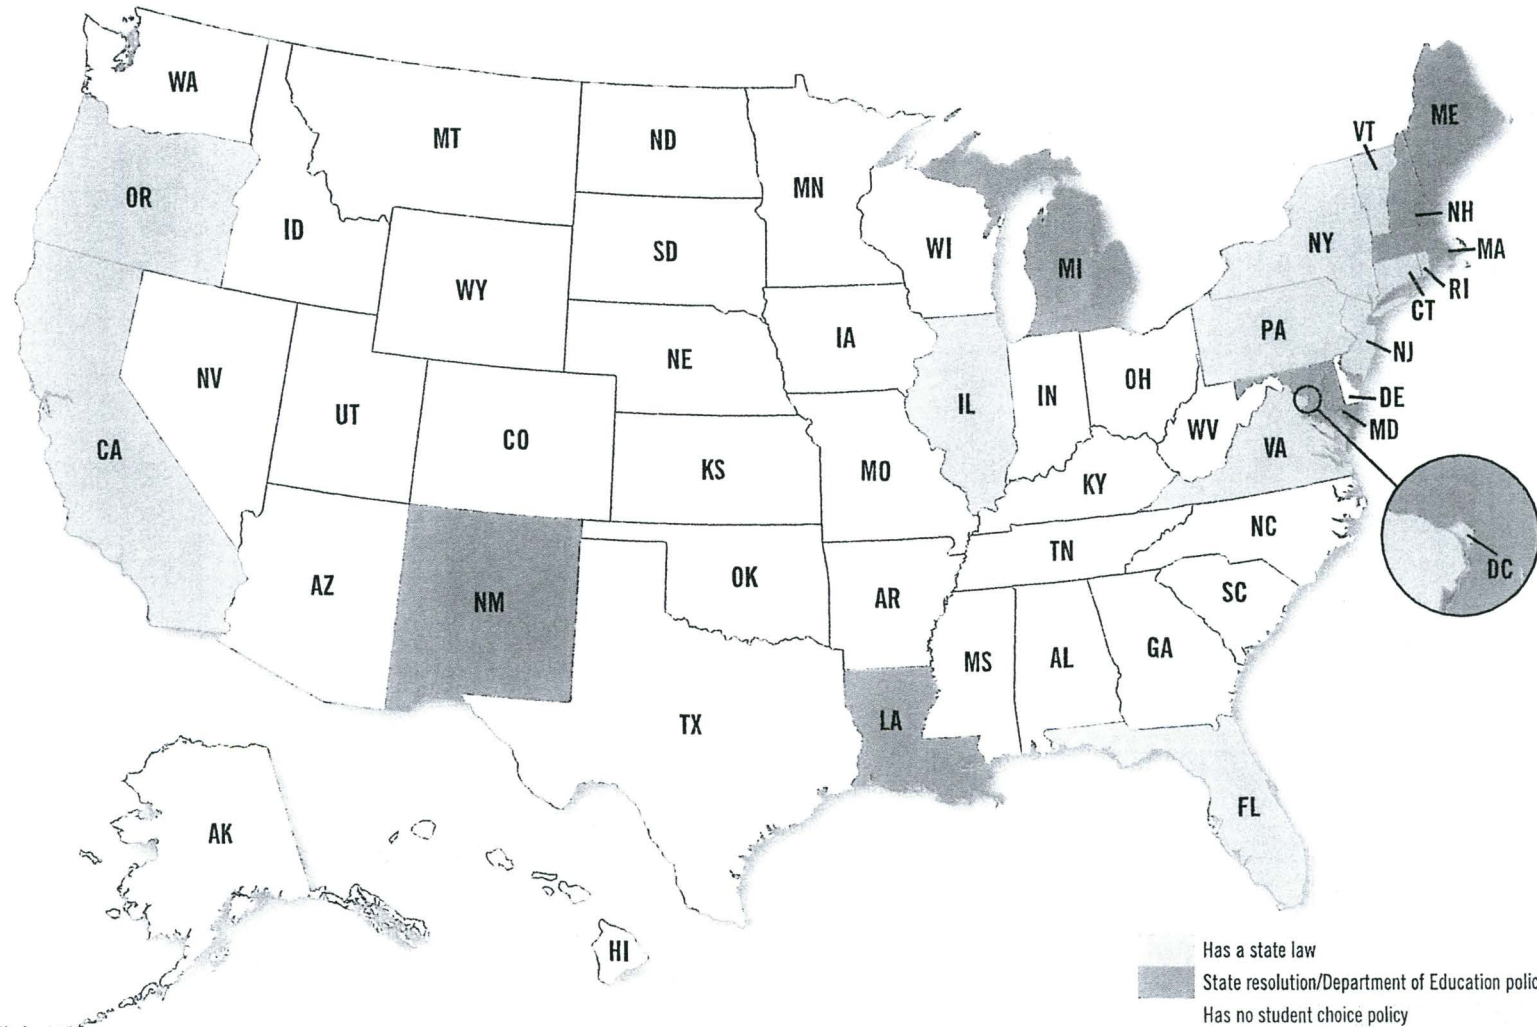 WA
MT
ND
MN
VT
ME
OR
ID
SD
WI
MI
NY
NH
MA
RI
CT
WY
IA
PA
NJ
NE
NV
UT
CO
IL
IN
OH
DE
MD
WV
VA
CA
KS
MO
KY
NC
TN
DC
AZ
NM
OK
AR
SC
MS
AL
GA
TX
LA
FL
AK
HI
Has a state law
State resolution/Department of Education polic
Has no student choice policy